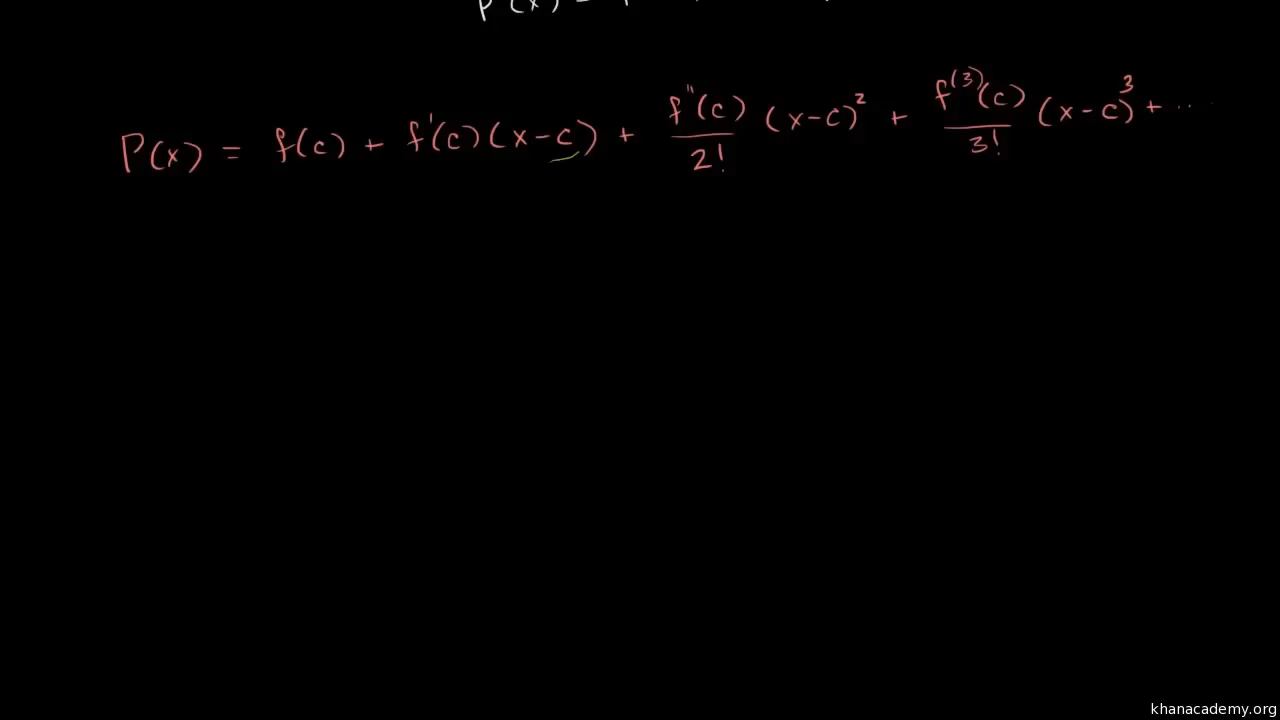 P(x) = f(c) + f'(c)(x-c) + f''(c)/2! (x-c)² + f⁽³⁾(c)/3! (x-c)³ + ...
khanacademy.org